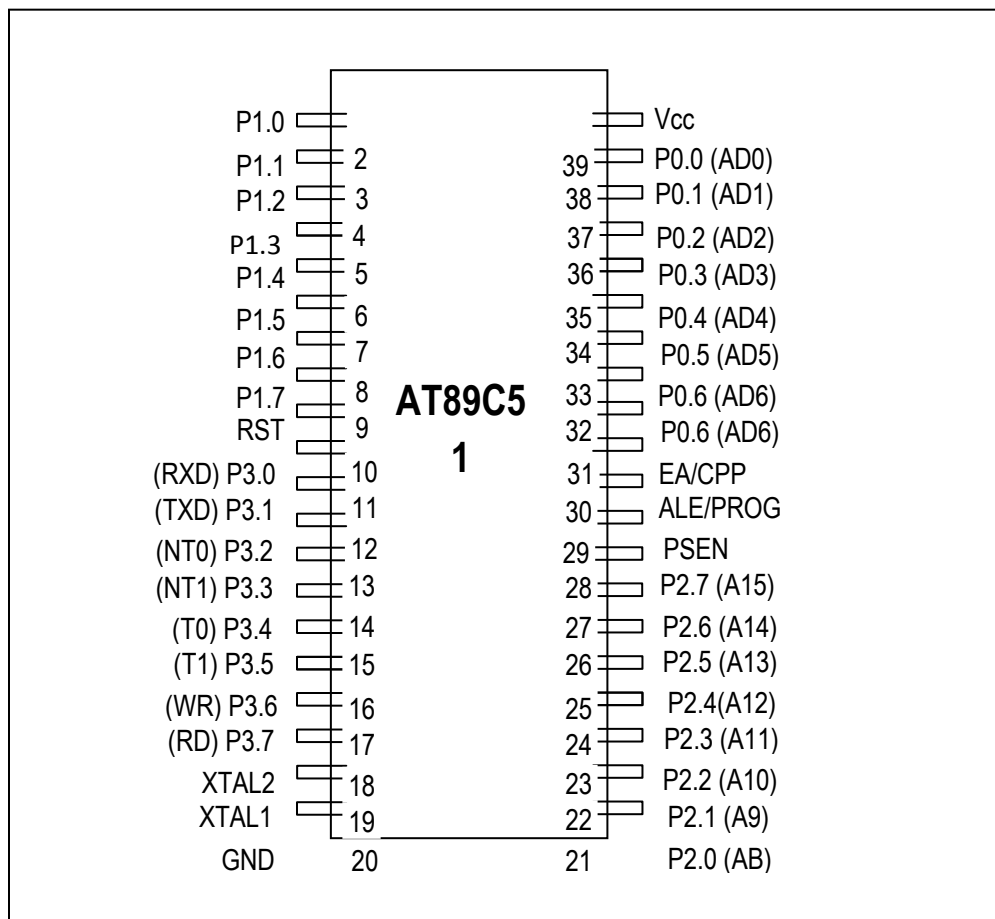 P1.0 Vcc
P1.1 2 39 P0.0 (AD0)
P1.2 3 38 P0.1 (AD1)
P1.3 4 37 P0.2 (AD2)
P1.4 5 36 P0.3 (AD3)
P1.5 6 35 P0.4 (AD4)
P1.6 7 34 P0.5 (AD5)
P1.7 8 33 P0.6 (AD6)
AT89C5
RST 9 32 P0.6 (AD6)
1
(RXD) P3.0 10 31 EA/CPP
(TXD) P3.1 11 30 ALE/PROG
(NT0) P3.2 12 29 PSEN
(NT1) P3.3 13 28 P2.7 (A15)
(T0) P3.4 14 27 P2.6 (A14)
(T1) P3.5 15 26 P2.5 (A13)
(WR) P3.6 16 25 P2.4(A12)
(RD) P3.7 17 24 P2.3 (A11)
XTAL2 18 23 P2.2 (A10)
XTAL1 19 22 P2.1 (A9)
GND 20 21 P2.0 (AB)